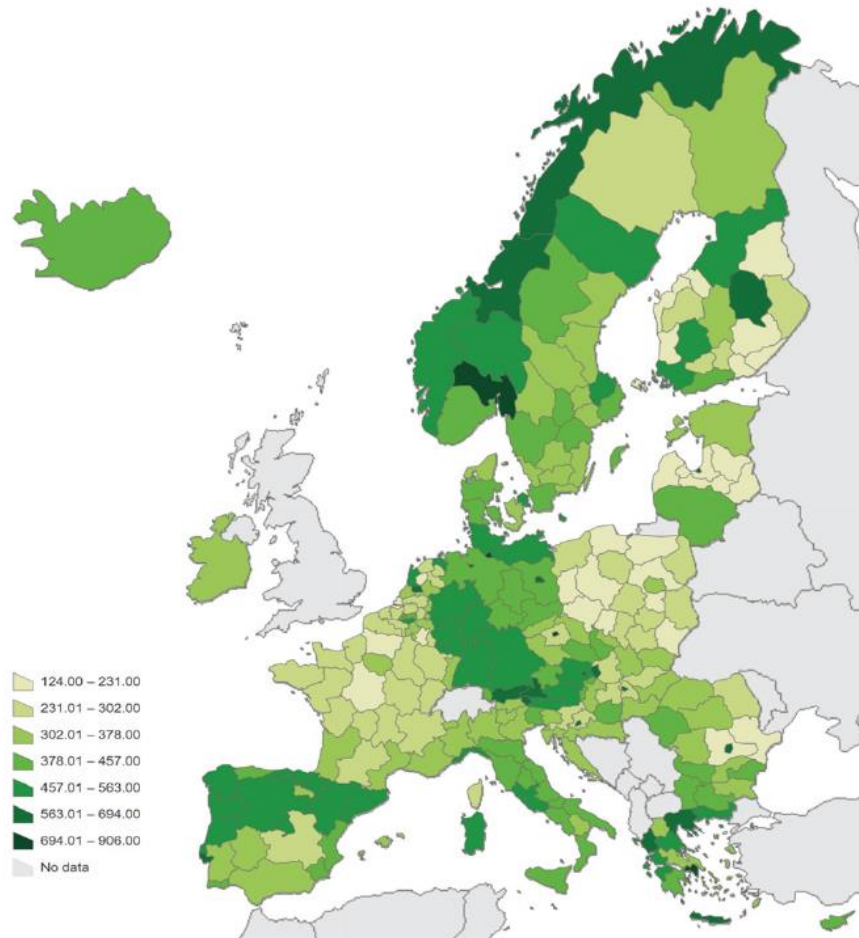 124.00 – 231.00
231.01 – 302.00
302.01 – 378.00
378.01 – 457.00
457.01 – 563.00
563.01 – 694.00
694.01 – 906.00
No data